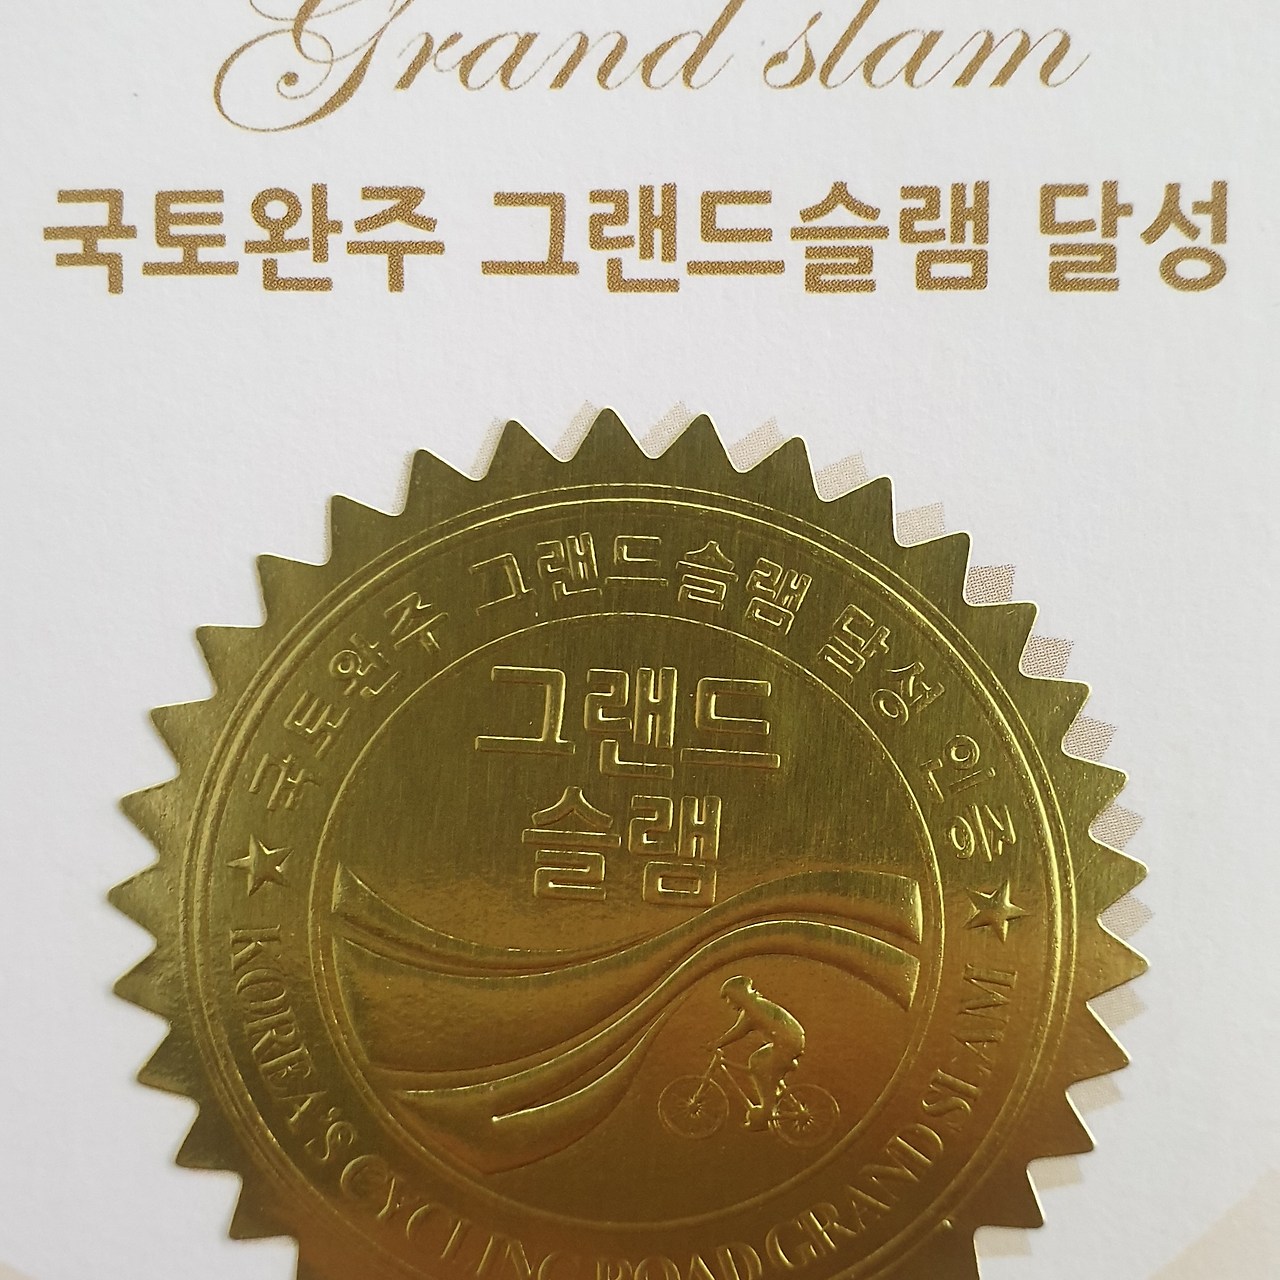 Grand slam
국토완주 그랜드슬램 달성
국토완주 그랜드슬램 달성 인증
그랜드
슬램
KOREA'S CYCLING ROAD GRAND SLAM